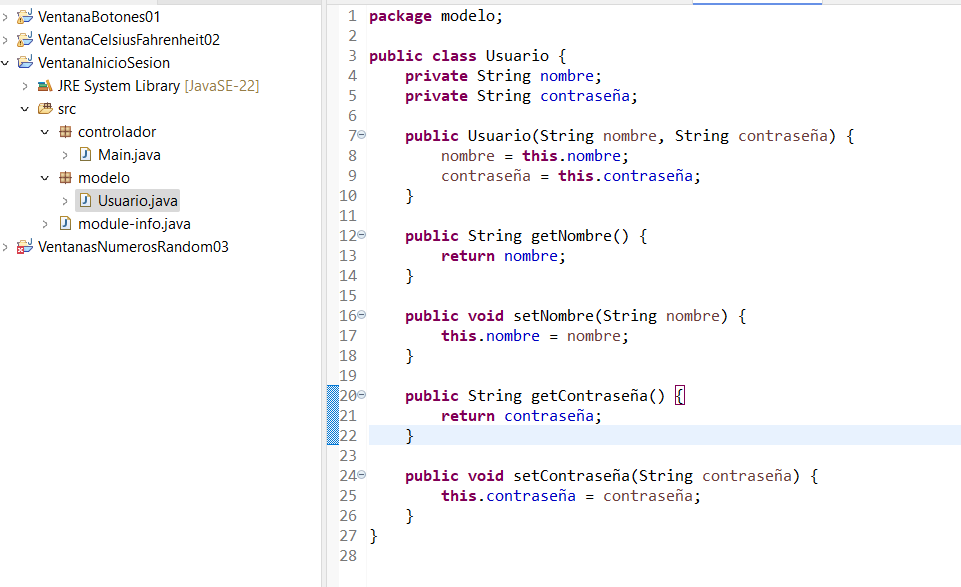 VentanaBotones01
VentanaCelsiusFahrenheit02
VentanaInicioSesion
JRE System Library [JavaSE-22]
src
controlador
Main.java
modelo
Usuario.java
module-info.java
VentanasNumerosRandom03
1 package modelo;
2
3 public class Usuario {
4     private String nombre;
5     private String contraseña;
6
7     public Usuario(String nombre, String contraseña) {
8         nombre = this.nombre;
9         contraseña = this.contraseña;
10     }
11
12     public String getNombre() {
13         return nombre;
14     }
15
16     public void setNombre(String nombre) {
17         this.nombre = nombre;
18     }
19
20     public String getContraseña() {
21         return contraseña;
22     }
23
24     public void setContraseña(String contraseña) {
25         this.contraseña = contraseña;
26     }
27 }
28